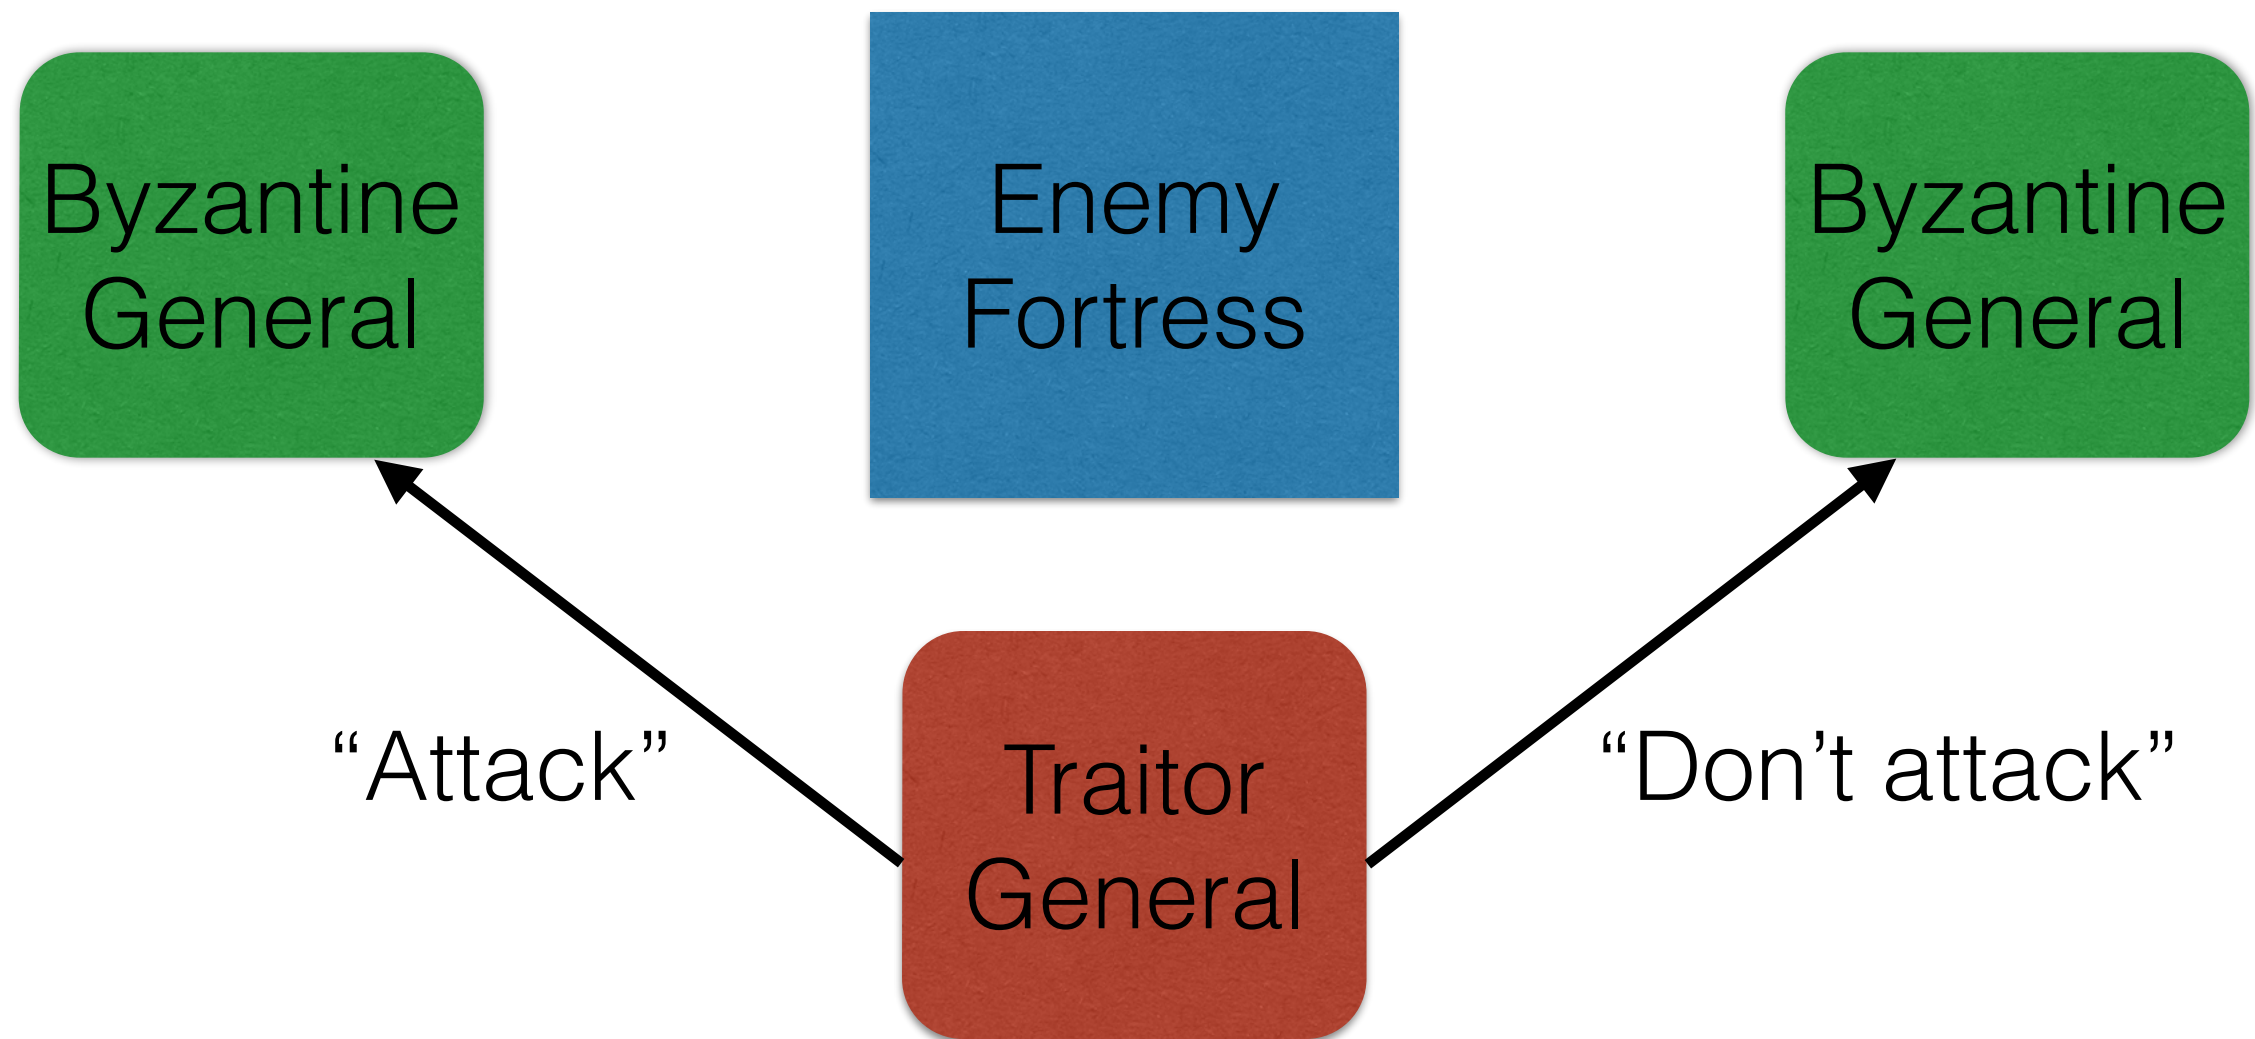 Byzantine
General
Enemy
Fortress
Byzantine
General
“Attack”
Traitor
General
“Don’t attack”